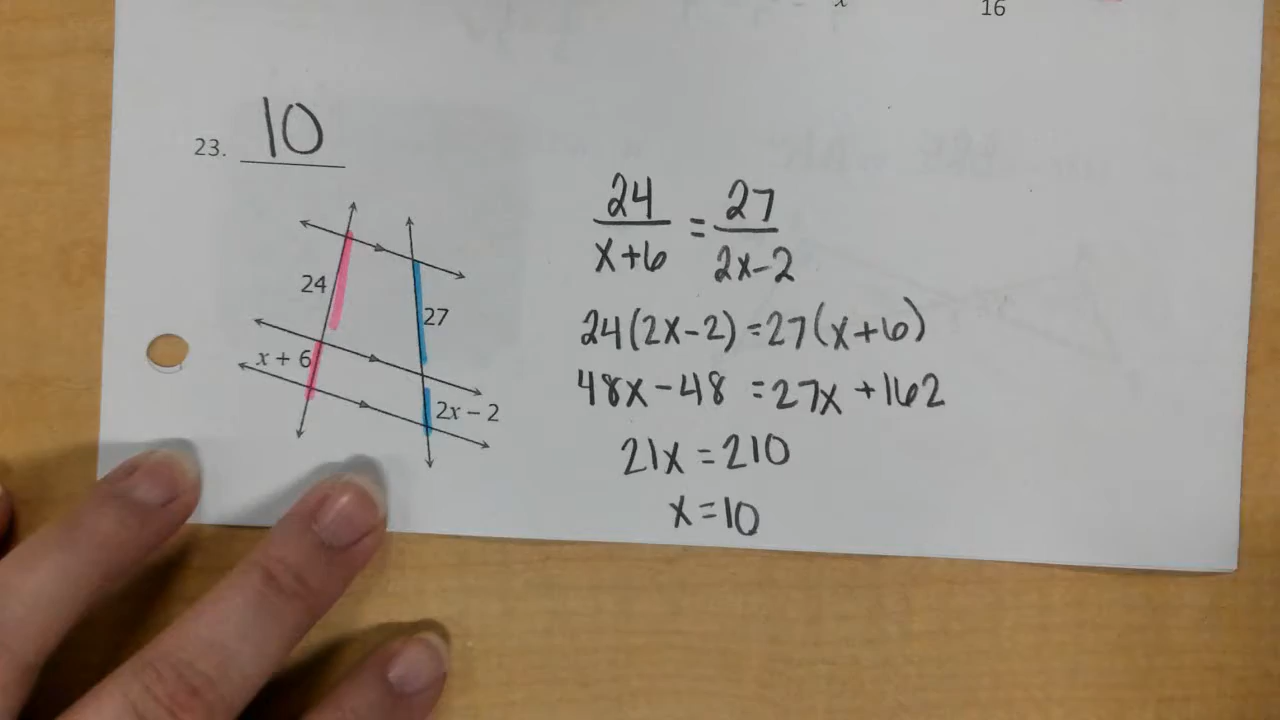 x
16
23. 10
24
27
x + 6
2x − 2
24/(x+6) = 27/(2x−2)
24(2x−2) = 27(x+6)
48x − 48 = 27x + 162
21x = 210
x = 10